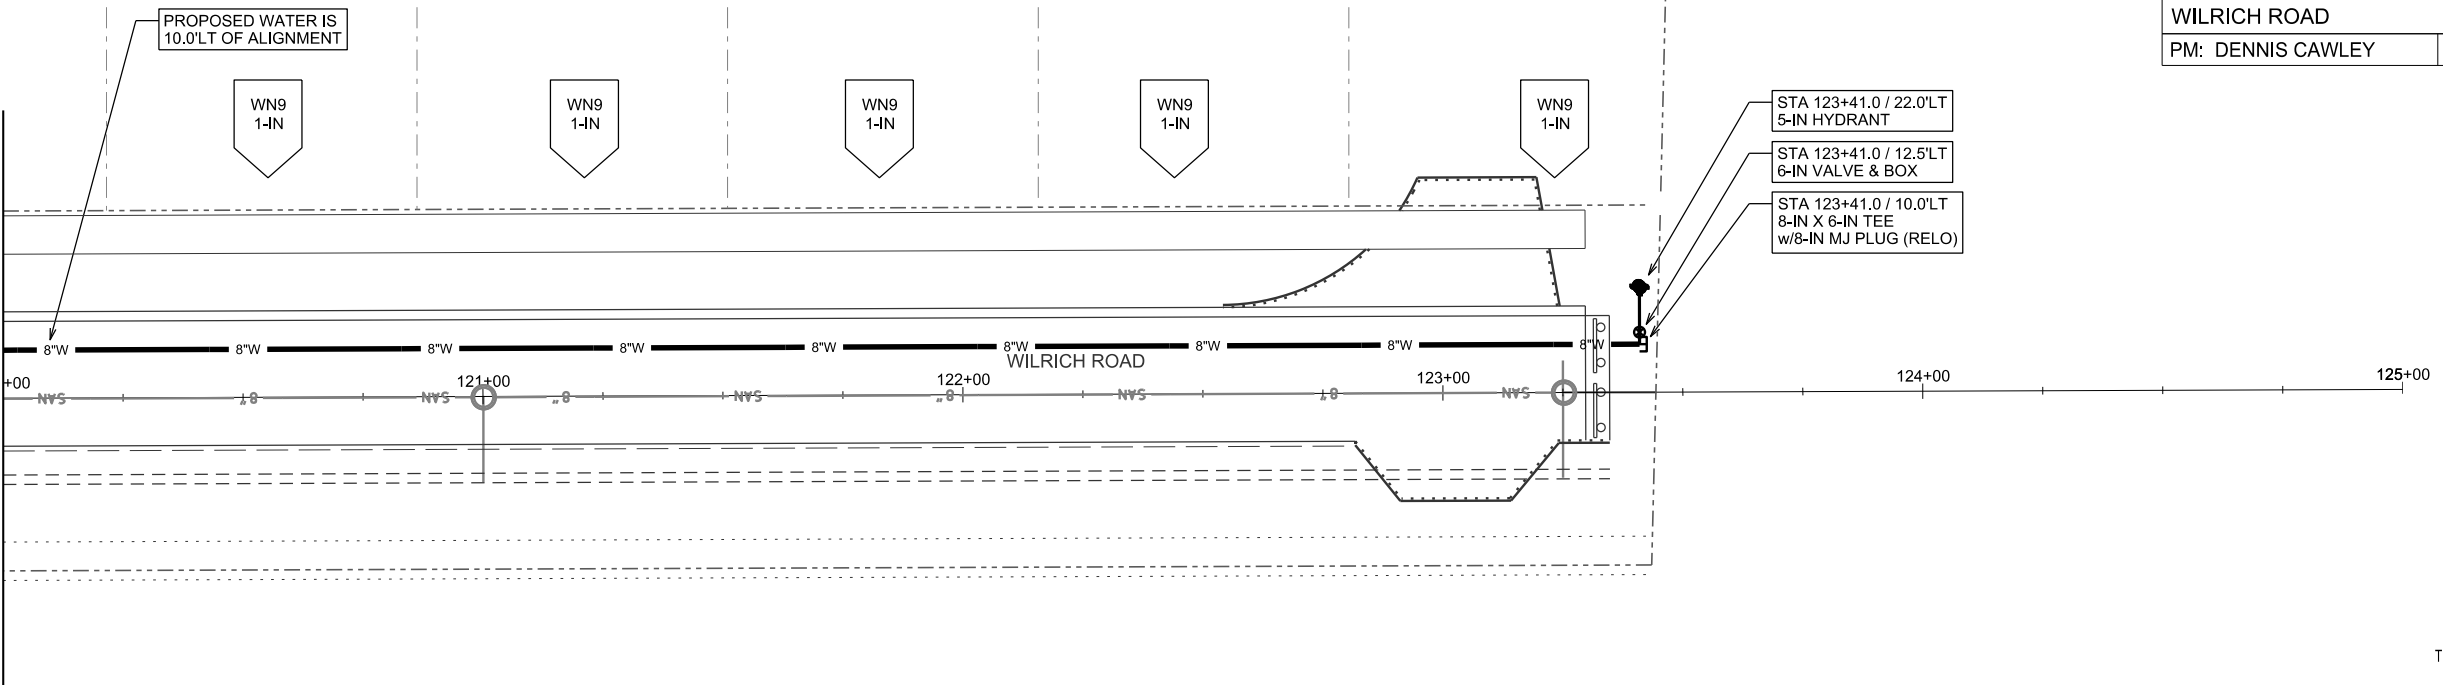 PROPOSED WATER IS
10.0'LT OF ALIGNMENT
WILRICH ROAD
PM: DENNIS CAWLEY
WN9
1-IN
WN9
1-IN
WN9
1-IN
WN9
1-IN
WN9
1-IN
STA 123+41.0 / 22.0'LT
5-IN HYDRANT
STA 123+41.0 / 12.5'LT
6-IN VALVE & BOX
STA 123+41.0 / 10.0'LT
8-IN X 6-IN TEE
w/8-IN MJ PLUG (RELO)
8"W 8"W 8"W 8"W 8"W 8"W 8"W 8"W 8"W
WILRICH ROAD
+00 121+00 122+00 123+00 124+00 125+00
SAN 8" SAN 8" SAN 8" SAN 8" SAN
T